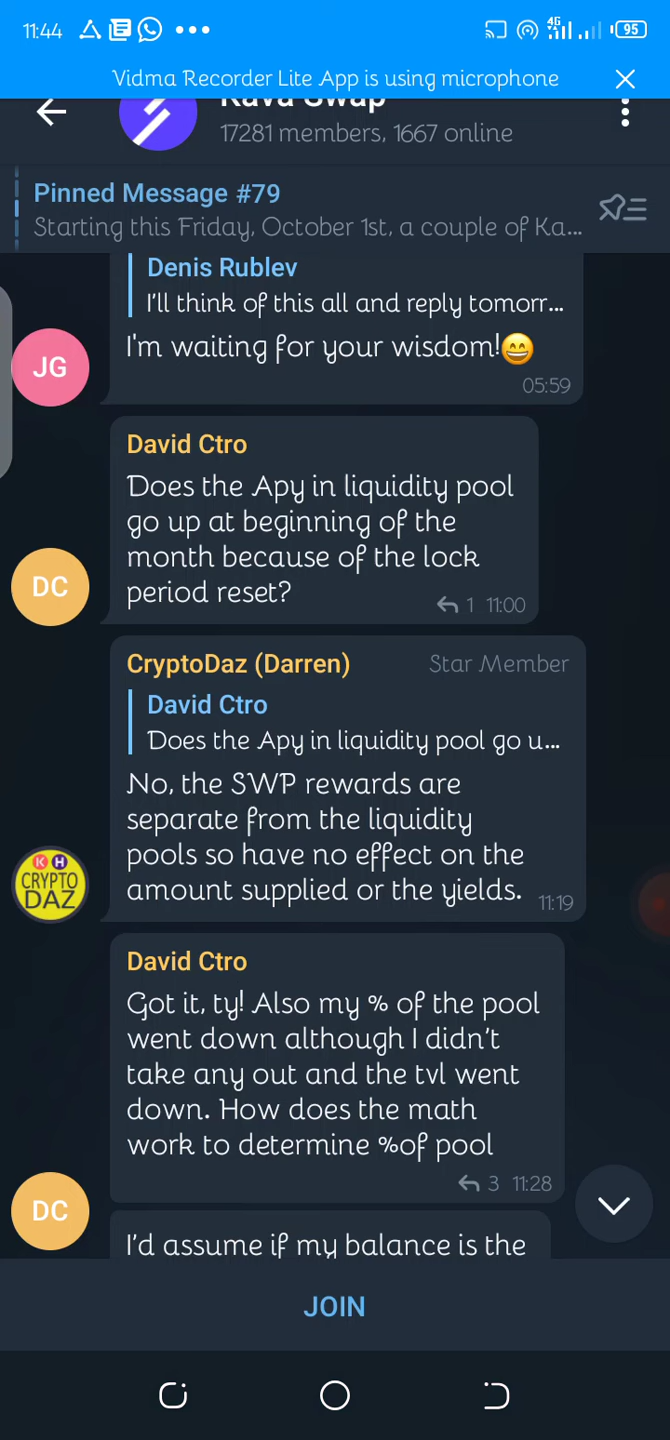 11:44
4G
95
Vidma Recorder Lite App is using microphone
Kava Swap
17281 members, 1667 online
Pinned Message #79
Starting this Friday, October 1st, a couple of Ka...
Denis Rublev
I'll think of this all and reply tomorr...
JG
I'm waiting for your wisdom!😄
05:59
David Ctro
Does the Apy in liquidity pool
go up at beginning of the
month because of the lock
period reset?
1 11:00
DC
CryptoDaz (Darren) Star Member
David Ctro
Does the Apy in liquidity pool go u...
No, the SWP rewards are
separate from the liquidity
pools so have no effect on the
amount supplied or the yields.
11:19
K H
CRYPTO
DAZ
David Ctro
Got it, ty! Also my % of the pool
went down although I didn't
take any out and the tvl went
down. How does the math
work to determine %of pool
3 11:28
DC
I'd assume if my balance is the
JOIN